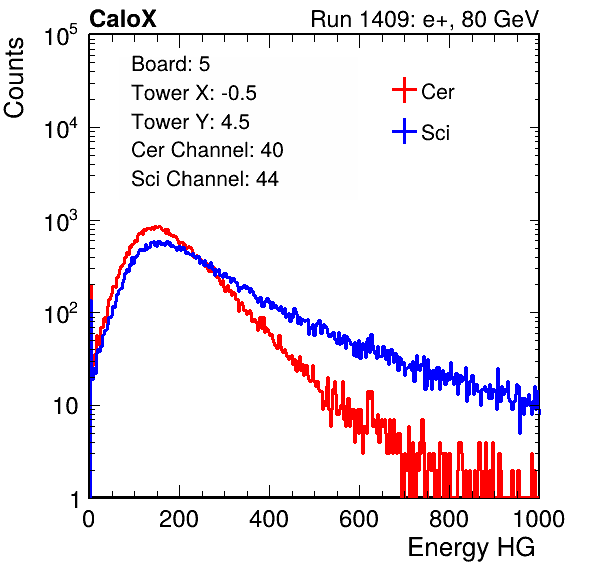 CaloX Run 1409: e+, 80 GeV
Counts
Board: 5
Tower X: -0.5
Tower Y: 4.5
Cer Channel: 40
Sci Channel: 44
Cer
Sci
10^5
10^4
10^3
10^2
10
1
0 200 400 600 800 1000
Energy HG